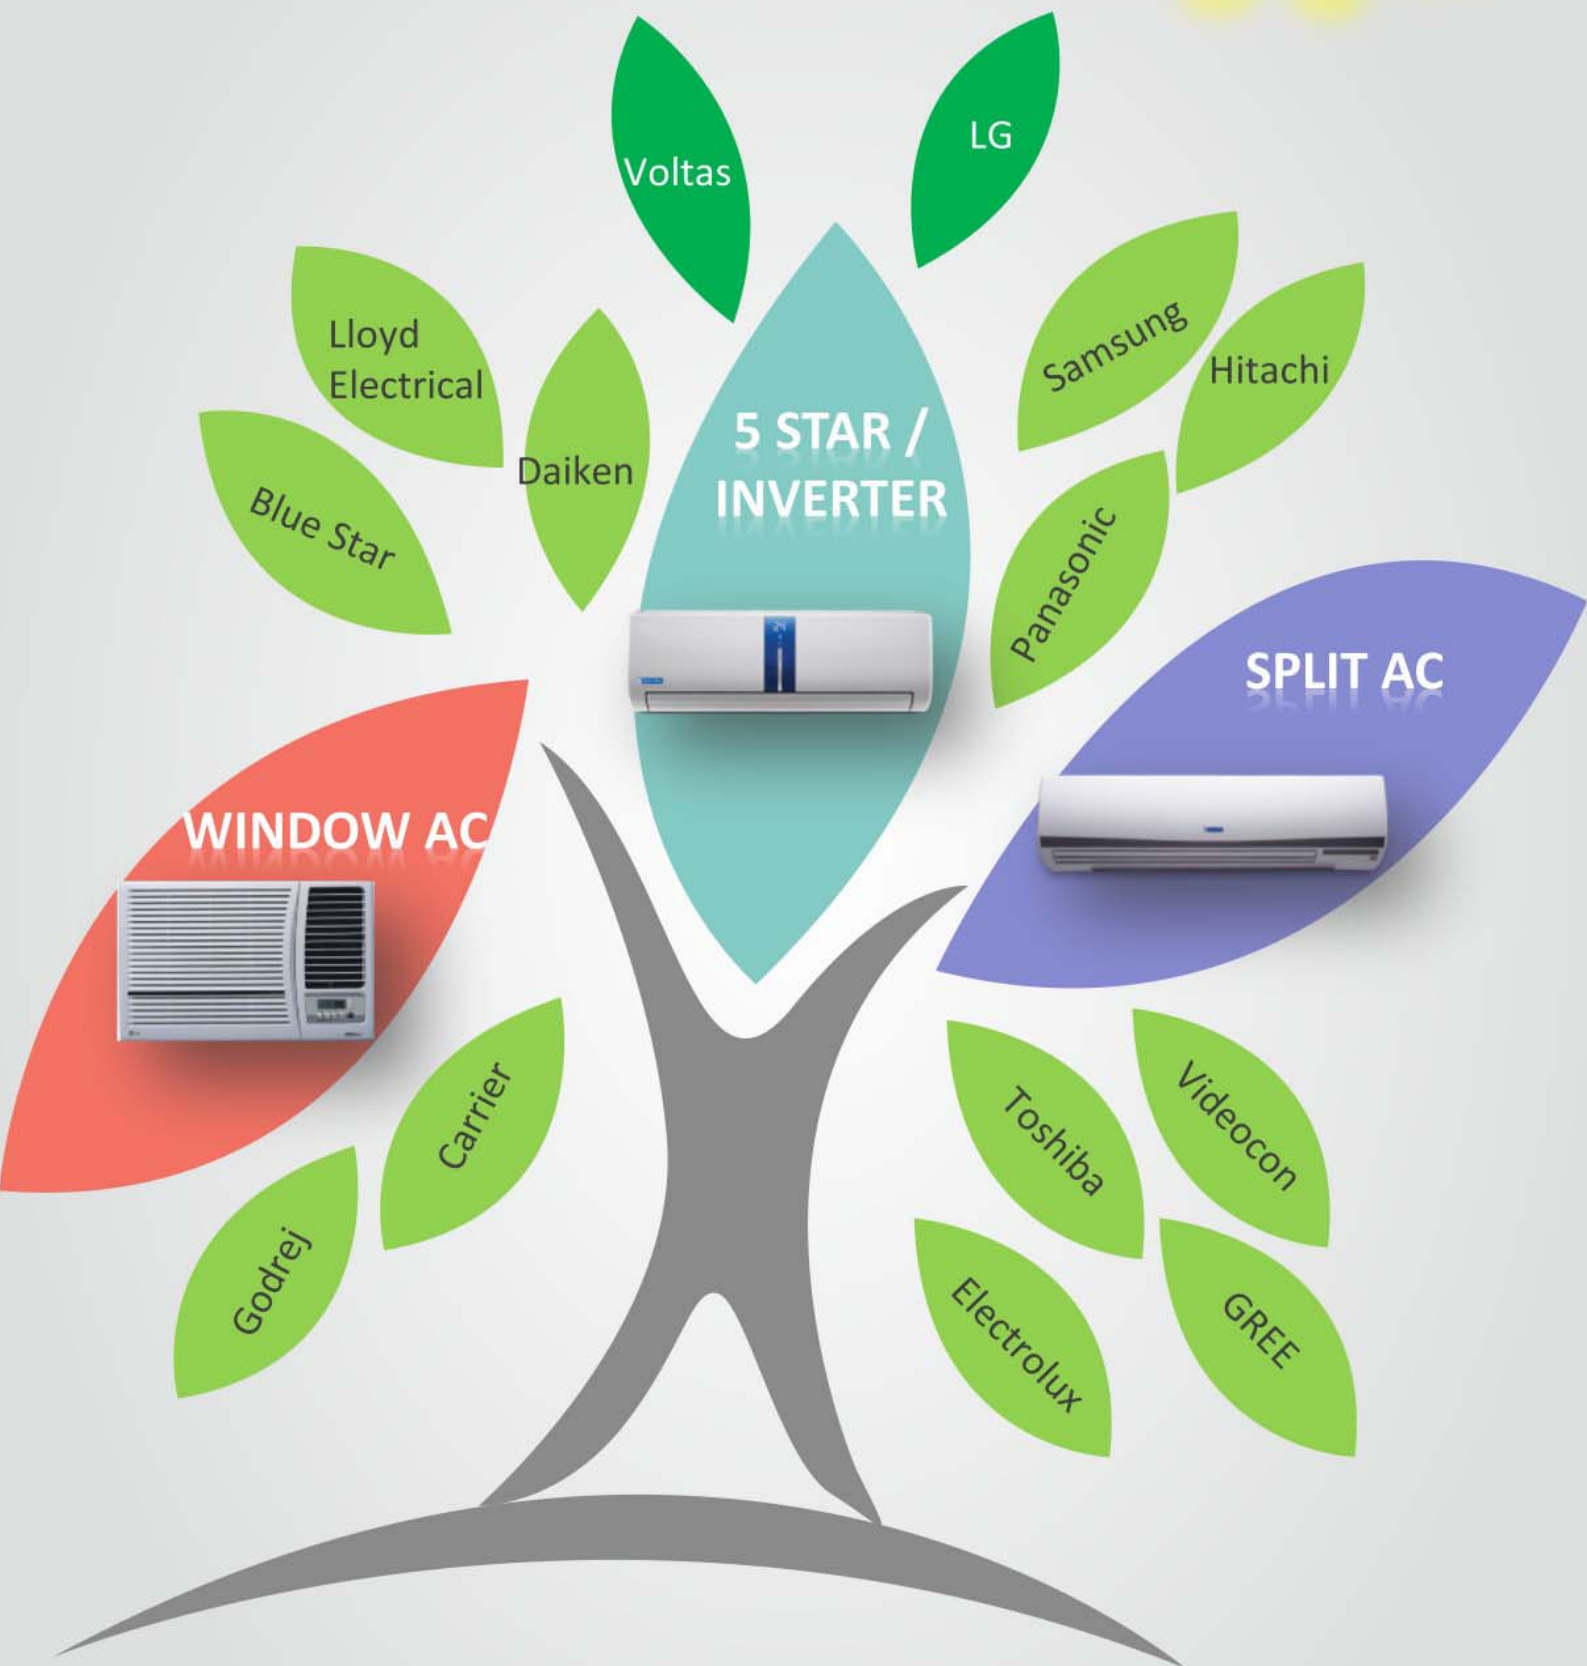 Voltas
LG
Lloyd
Electrical
Samsung
Hitachi
Daiken
5 STAR /
INVERTER
Blue Star
Panasonic
SPLIT AC
WINDOW AC
Carrier
Toshiba
Videocon
Godrej
Electrolux
GREE